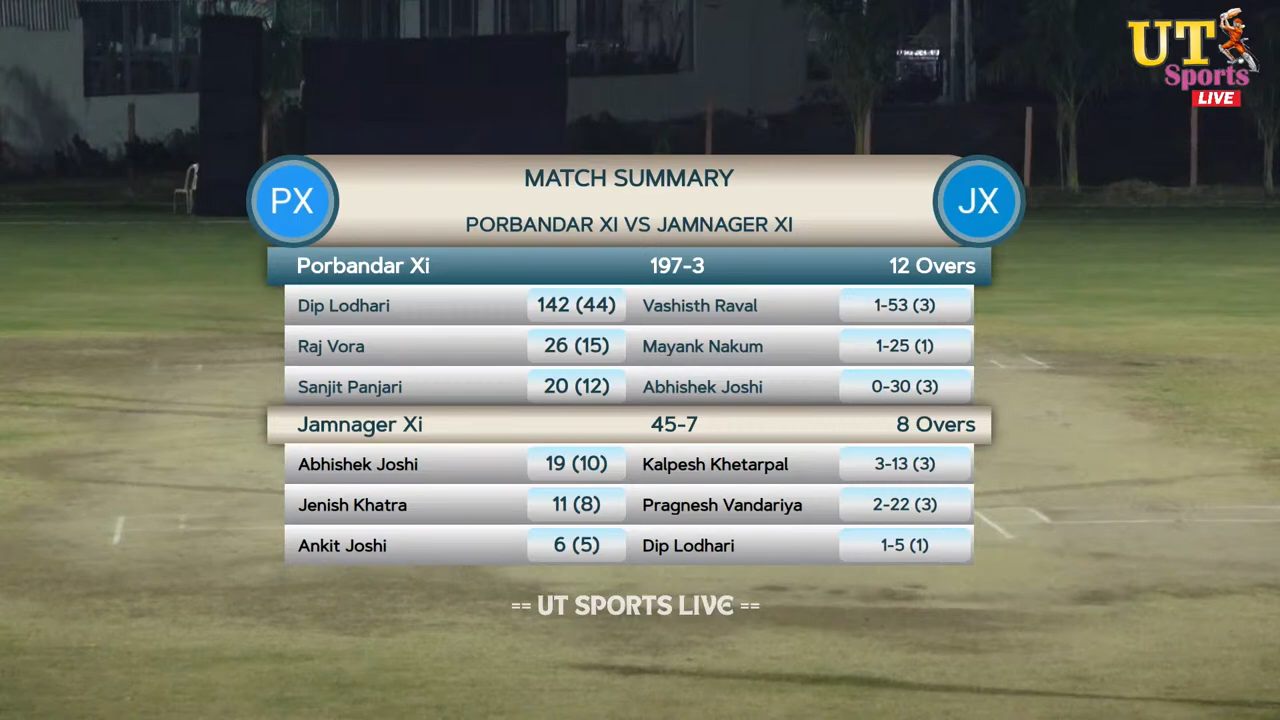 UT
Sports
LIVE
MATCH SUMMARY
PX
JX
PORBANDAR XI VS JAMNAGER XI
Porbandar Xi 197-3 12 Overs
Dip Lodhari 142 (44) Vashisth Raval 1-53 (3)
Raj Vora 26 (15) Mayank Nakum 1-25 (1)
Sanjit Panjari 20 (12) Abhishek Joshi 0-30 (3)
Jamnager Xi 45-7 8 Overs
Abhishek Joshi 19 (10) Kalpesh Khetarpal 3-13 (3)
Jenish Khatra 11 (8) Pragnesh Vandariya 2-22 (3)
Ankit Joshi 6 (5) Dip Lodhari 1-5 (1)
== UT SPORTS LIVE ==